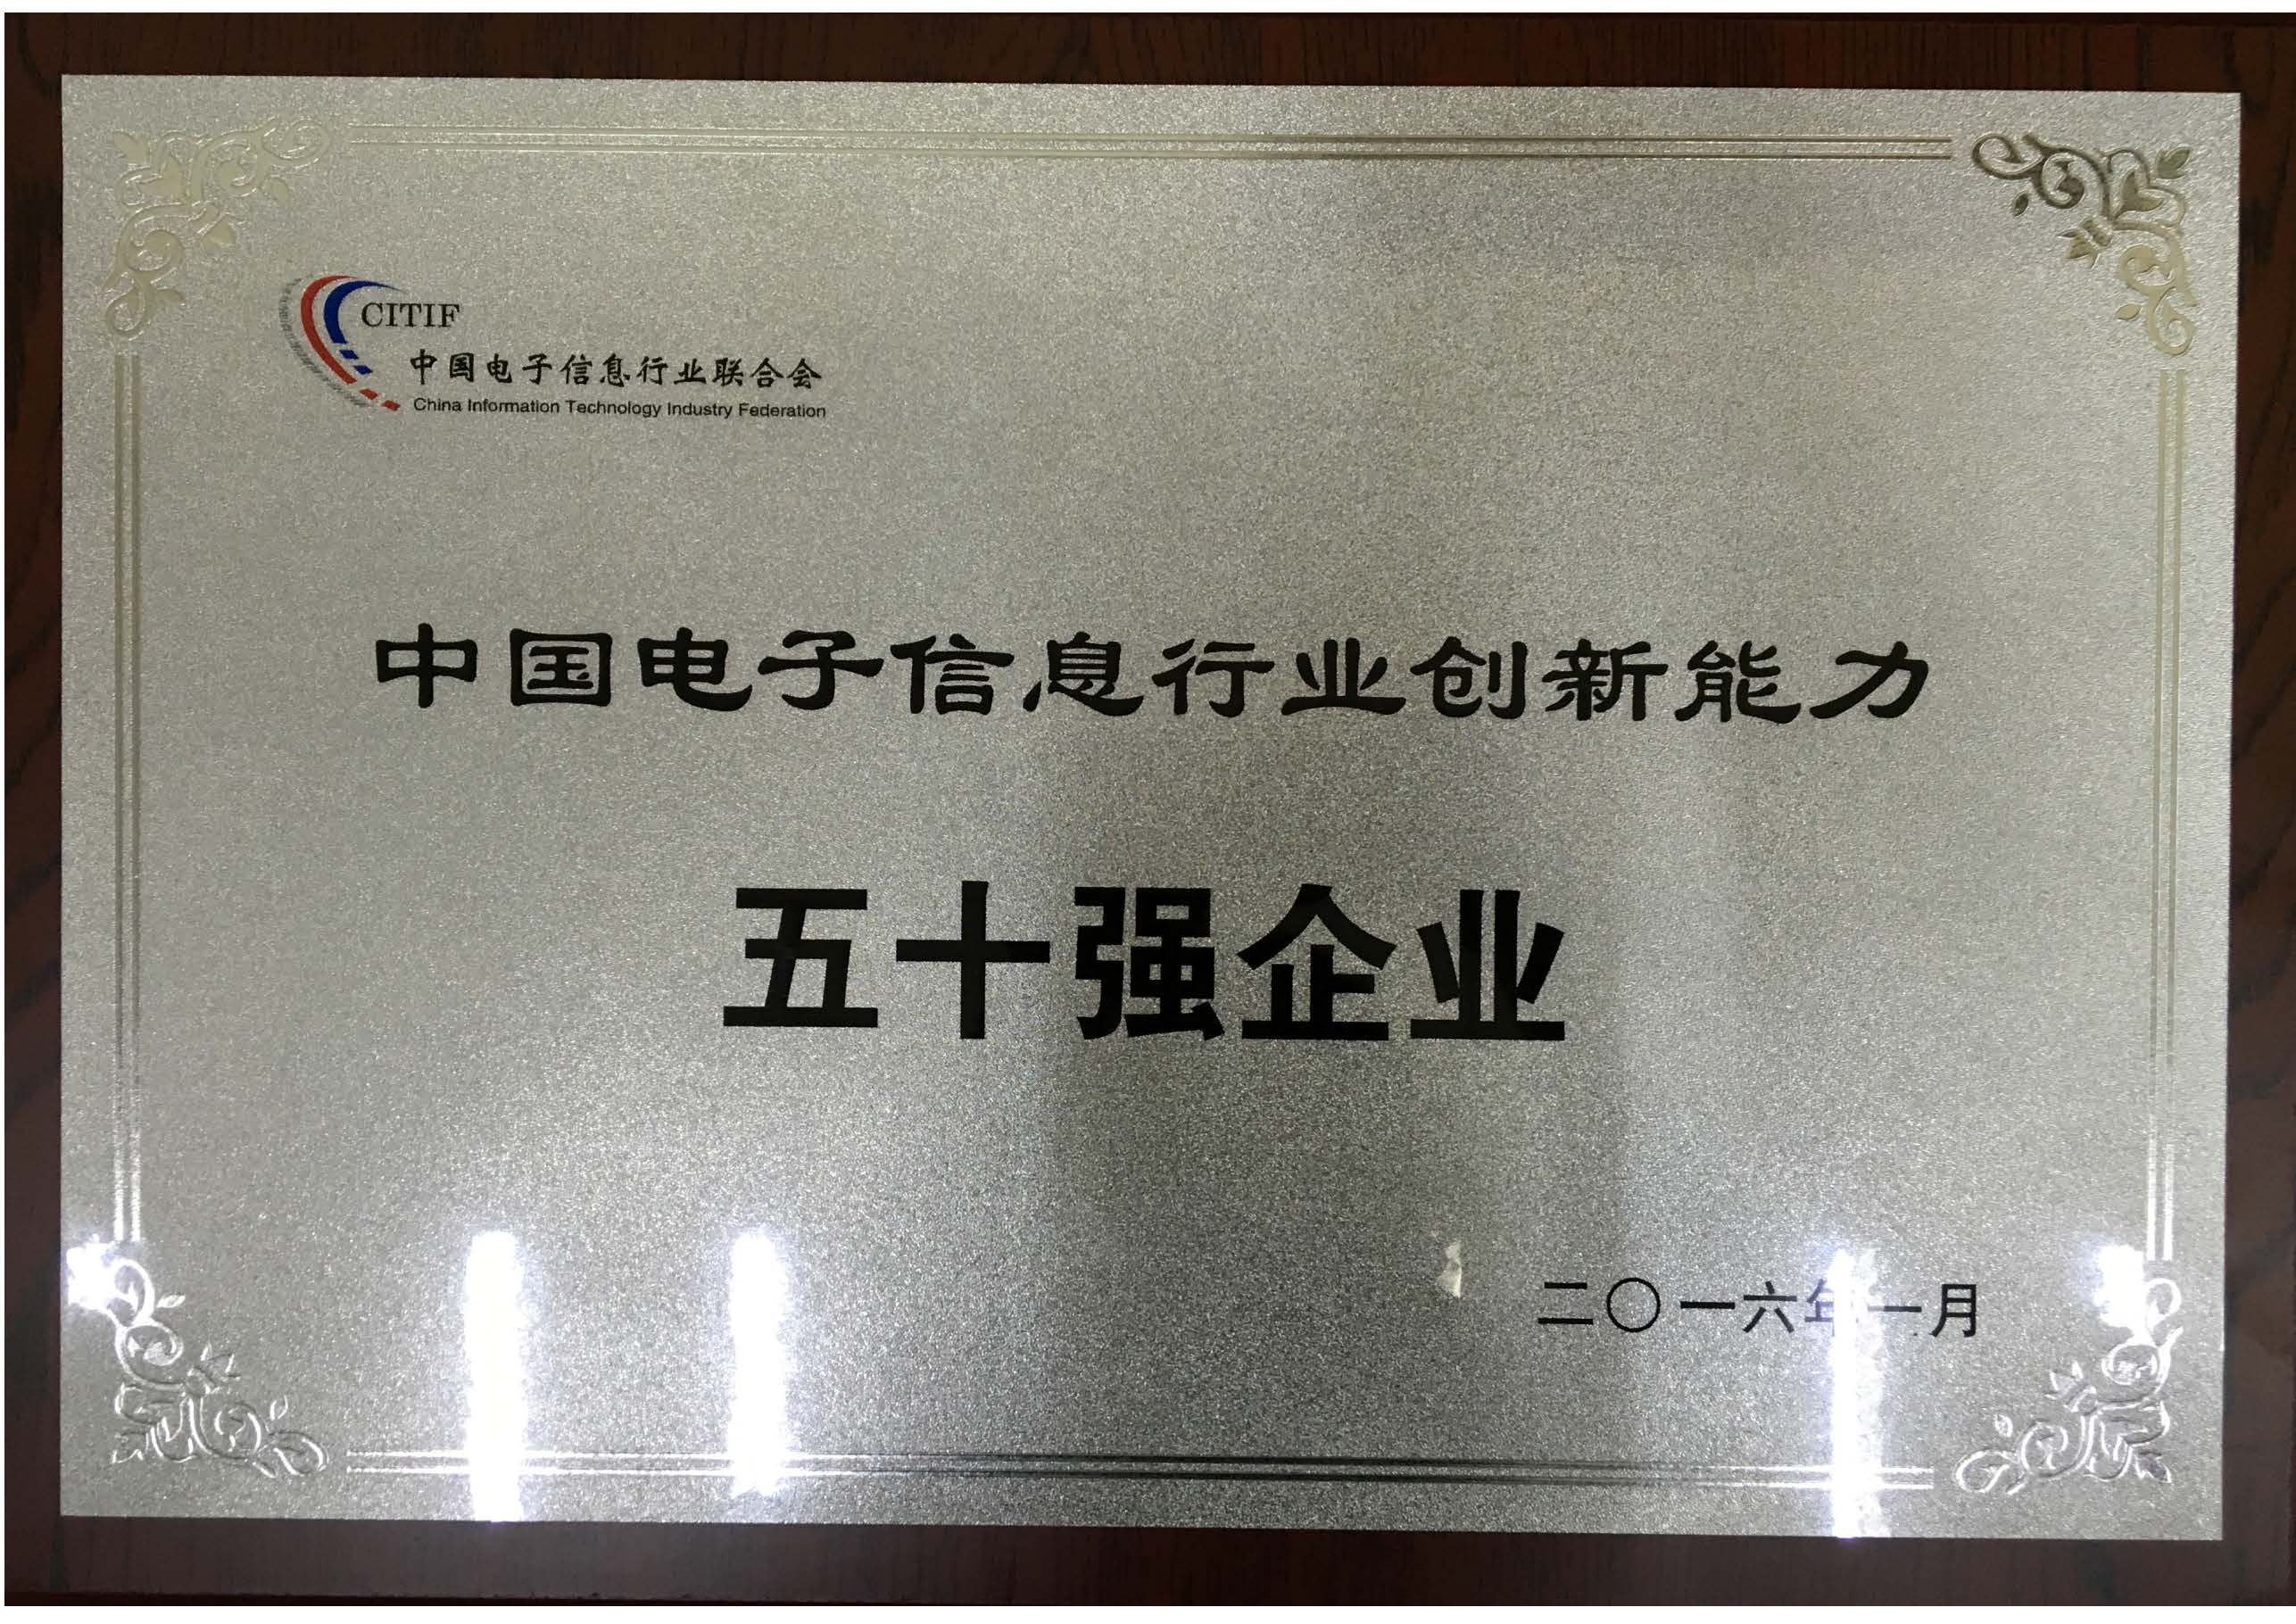 CITIF
中国电子信息行业联合会
China Information Technology Industry Federation
中国电子信息行业创新能力
五十强企业
二〇一六年一月